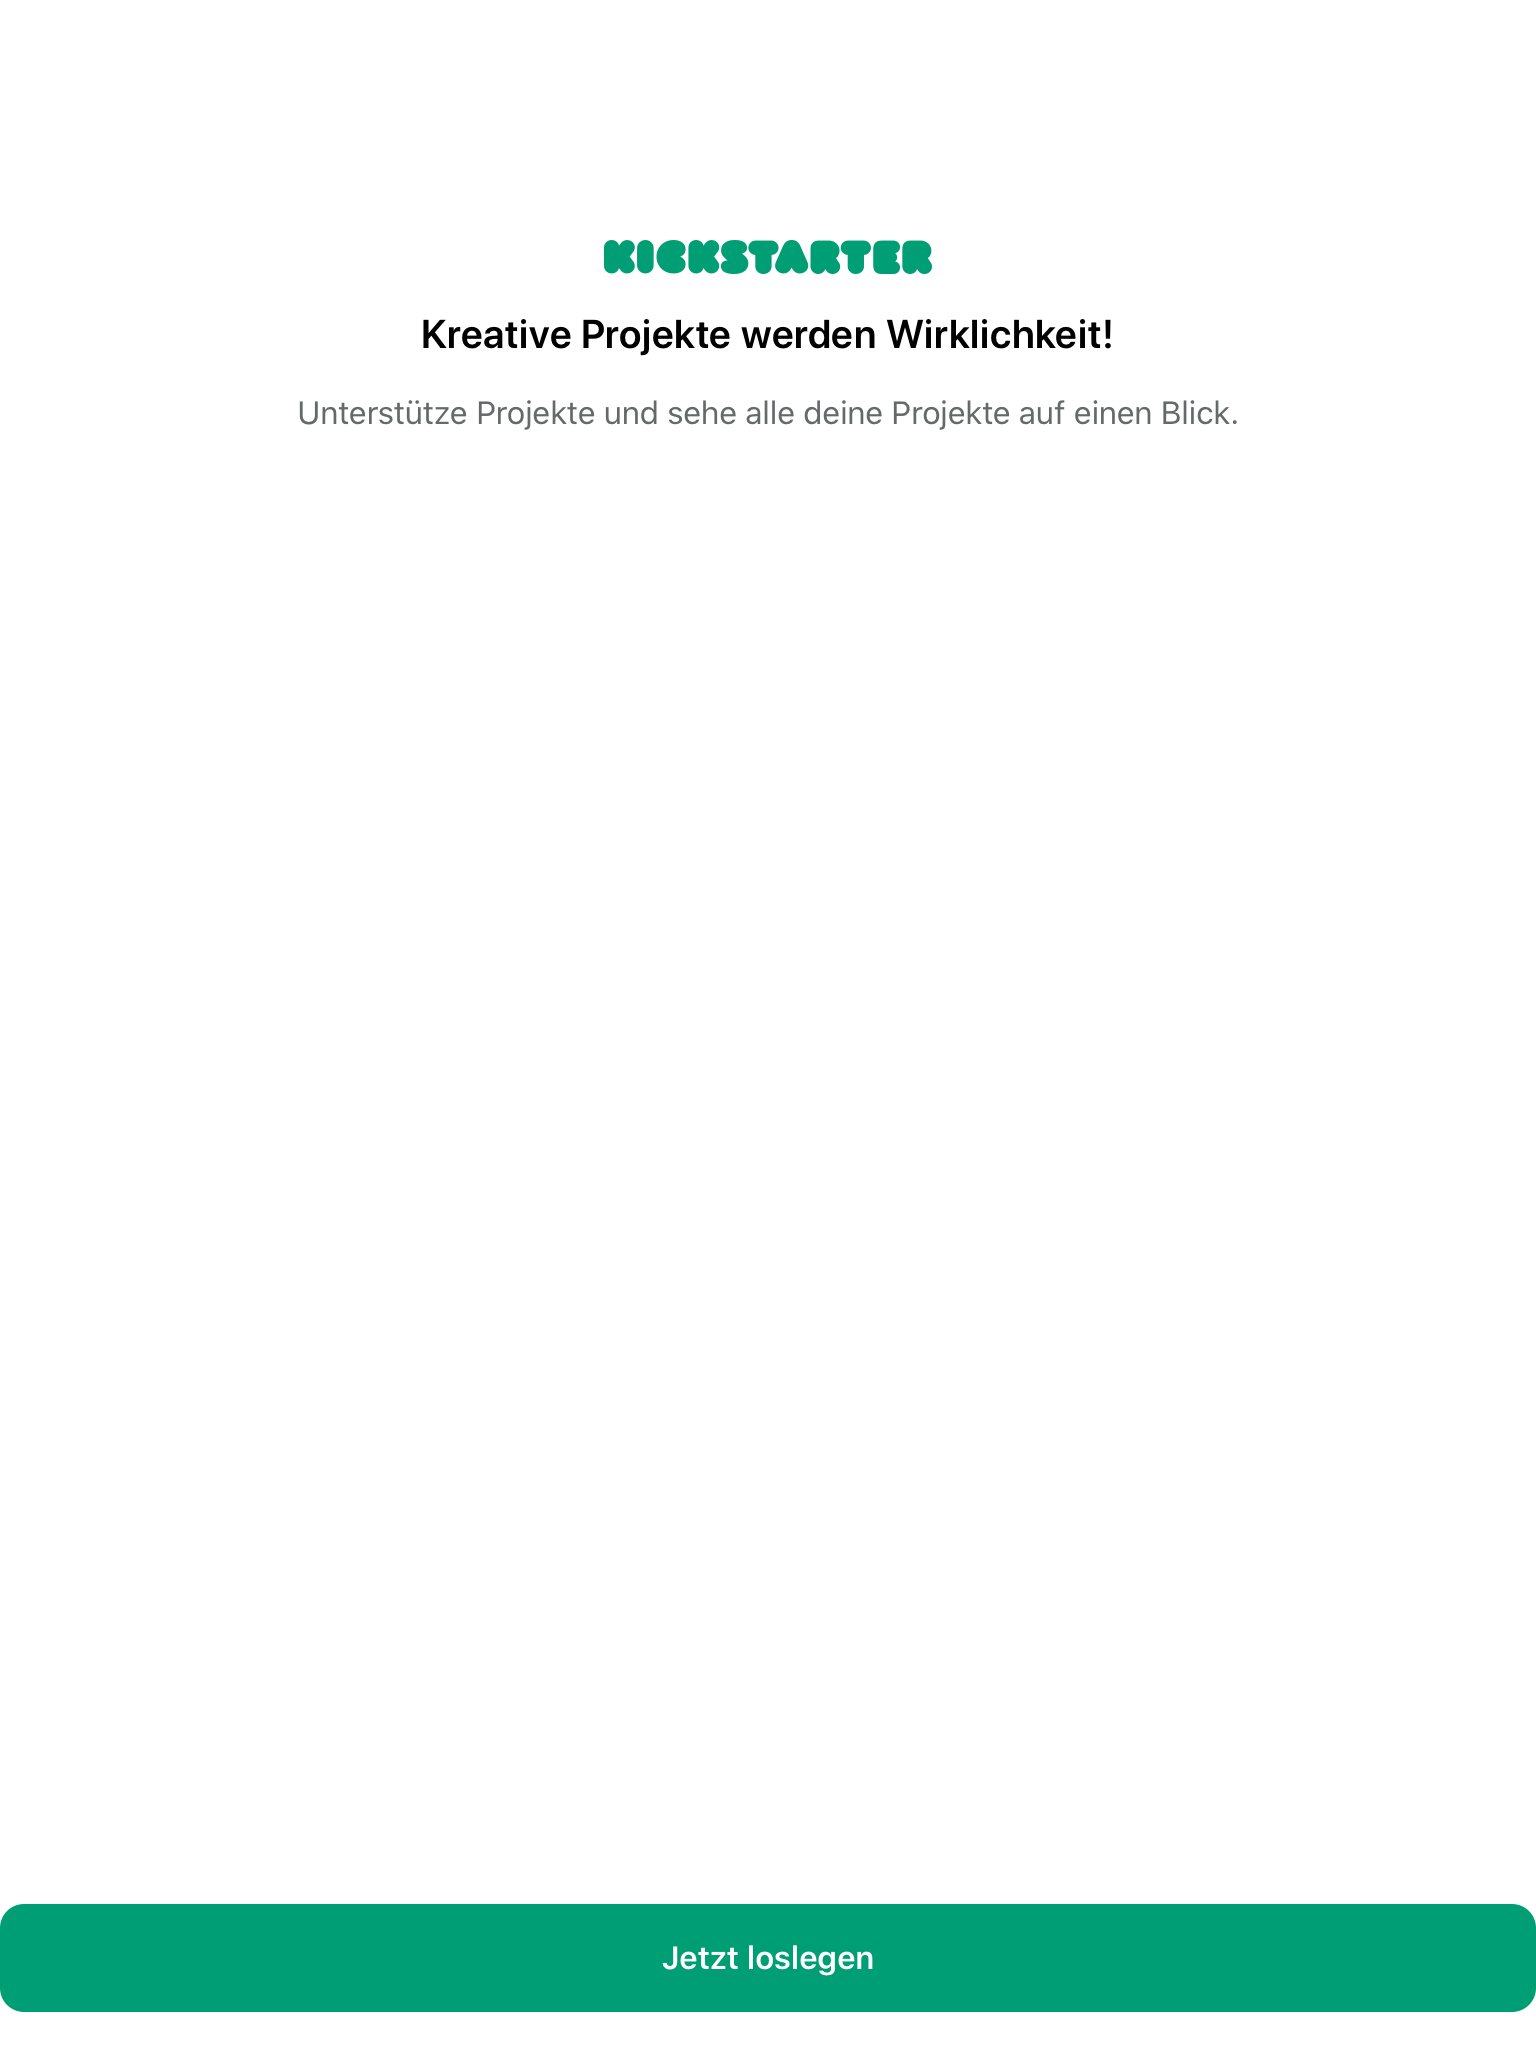 KICKSTARTER
Kreative Projekte werden Wirklichkeit!
Unterstütze Projekte und sehe alle deine Projekte auf einen Blick.
Jetzt loslegen